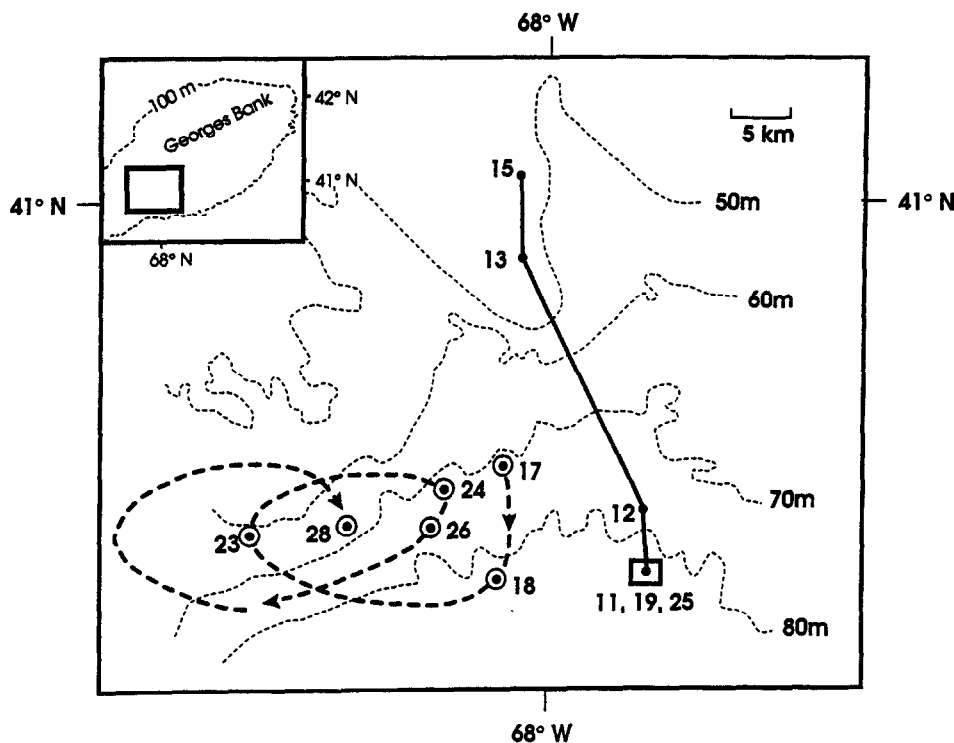 68° W
100 m
Georges Bank
42° N
41° N
68° N
5 km
41° N
41° N
15
50m
13
60m
17
24
70m
12
28
26
23
18
11, 19, 25
80m
68° W